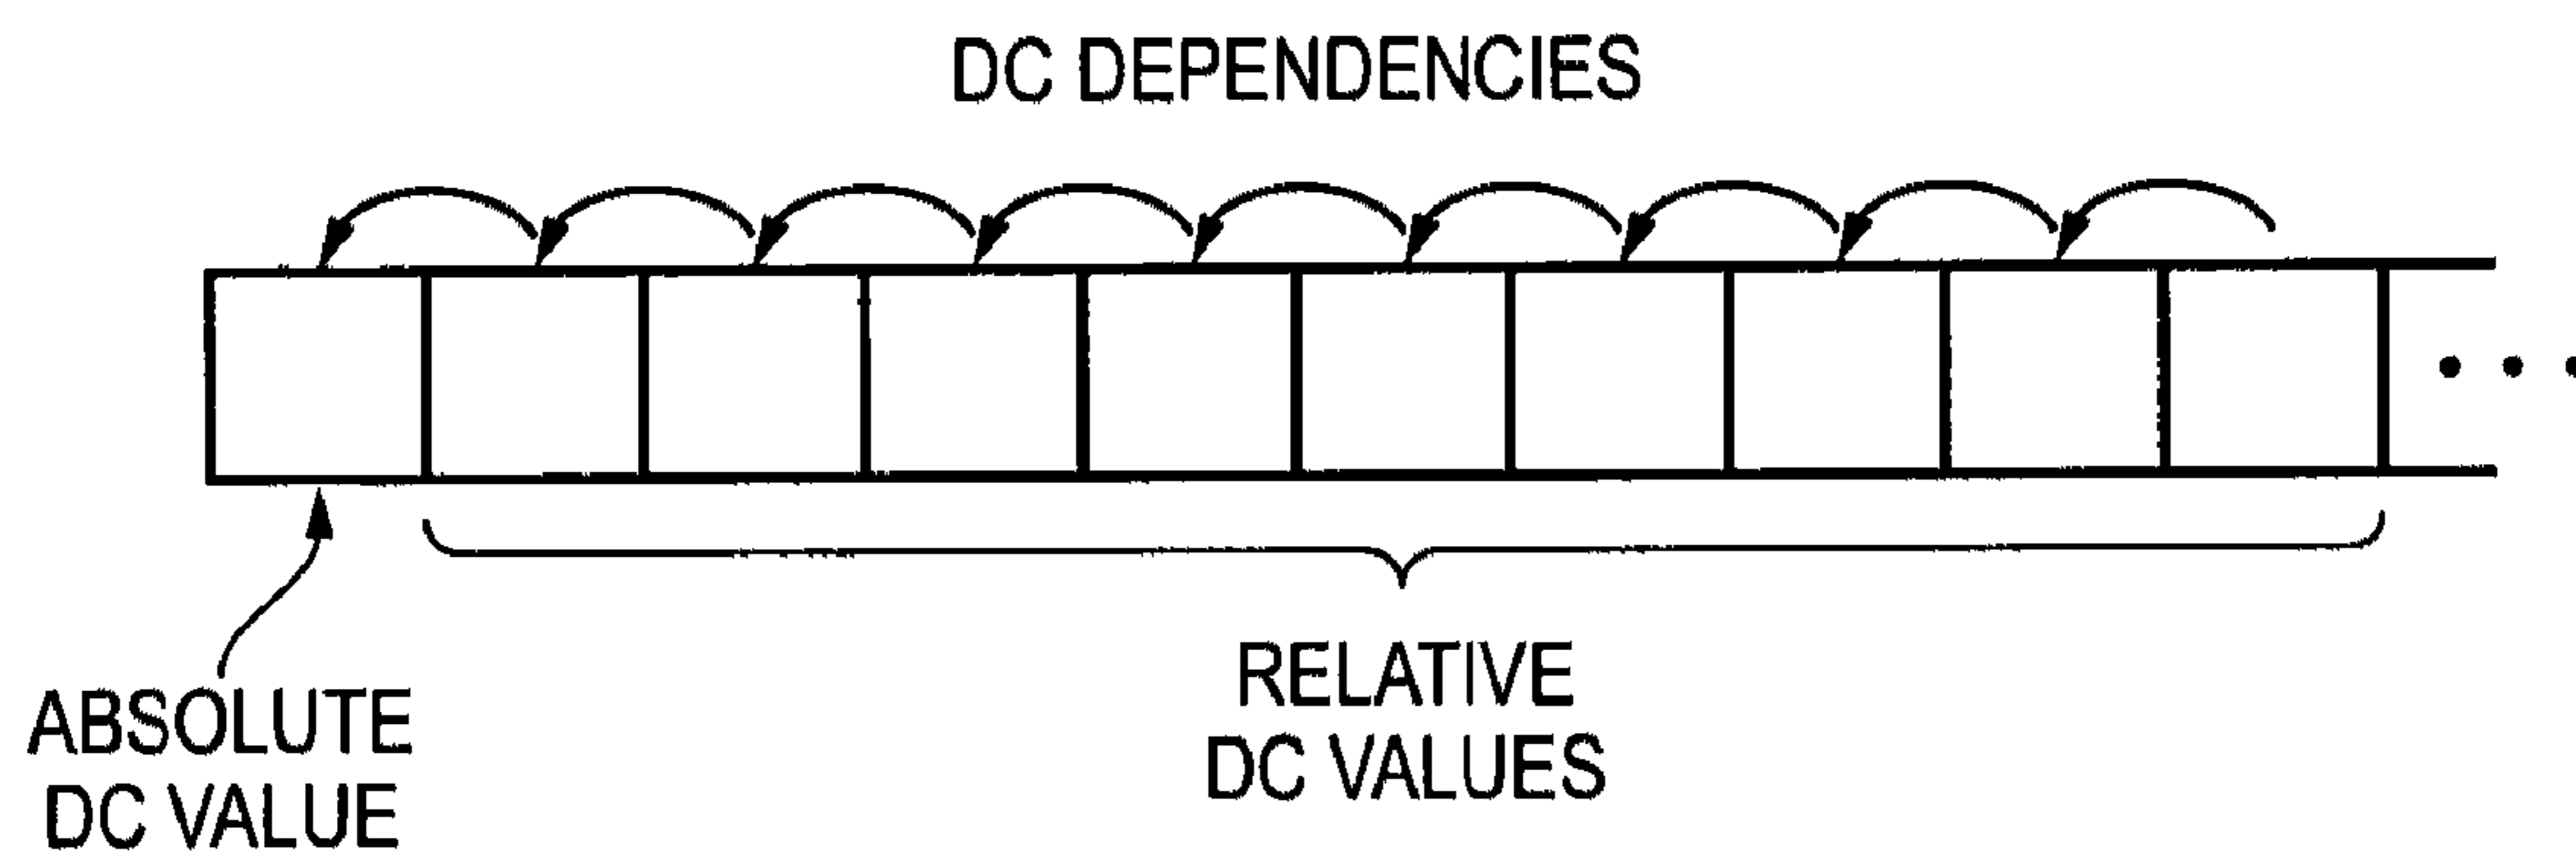 DC DEPENDENCIES
ABSOLUTE
DC VALUE
RELATIVE
DC VALUES